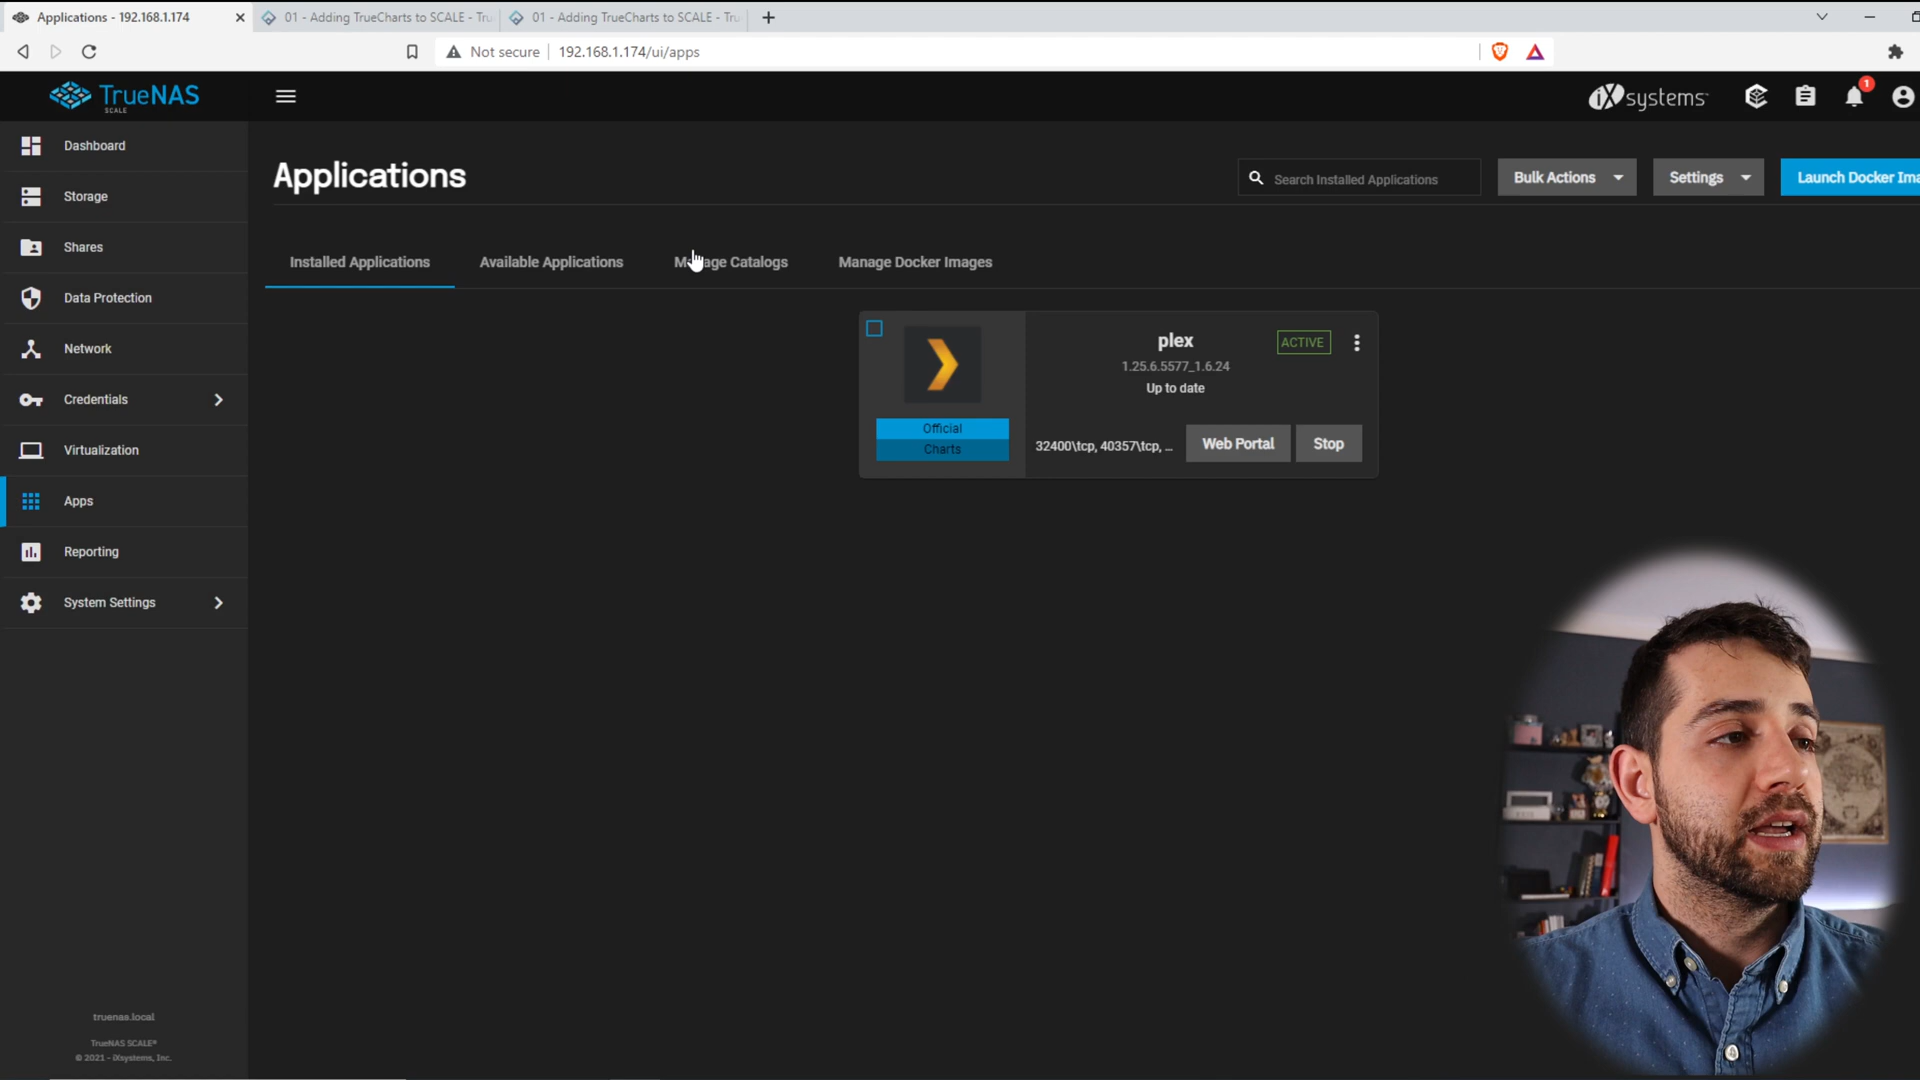 Applications - 192.168.1.174
01 - Adding TrueCharts to SCALE - Tru
01 - Adding TrueCharts to SCALE - Tru
Not secure
192.168.1.174/ui/apps
TrueNAS
SCALE
iXsystems
1
Dashboard
Storage
Shares
Data Protection
Network
Credentials
Virtualization
Apps
Reporting
System Settings
truenas.local
TrueNAS SCALE®
© 2021 - iXsystems, Inc.
Applications
Search Installed Applications
Bulk Actions
Settings
Launch Docker Ima
Installed Applications
Available Applications
Manage Catalogs
Manage Docker Images
plex
ACTIVE
1.25.6.5577_1.6.24
Up to date
Official
Charts
32400\tcp, 40357\tcp, ...
Web Portal
Stop